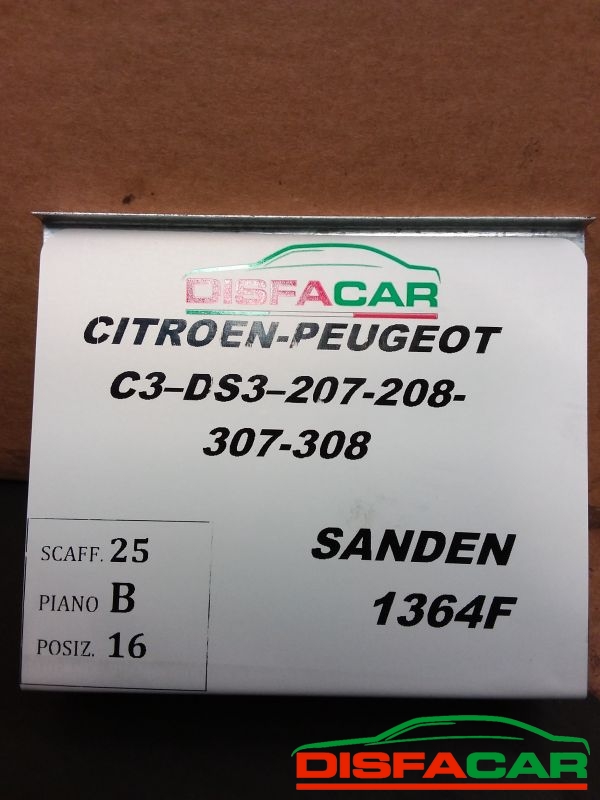 DISFACAR
CITROEN-PEUGEOT
C3–DS3–207-208-
307-308
SANDEN
1364F
SCAFF. 25
PIANO B
POSIZ. 16
DISFACAR